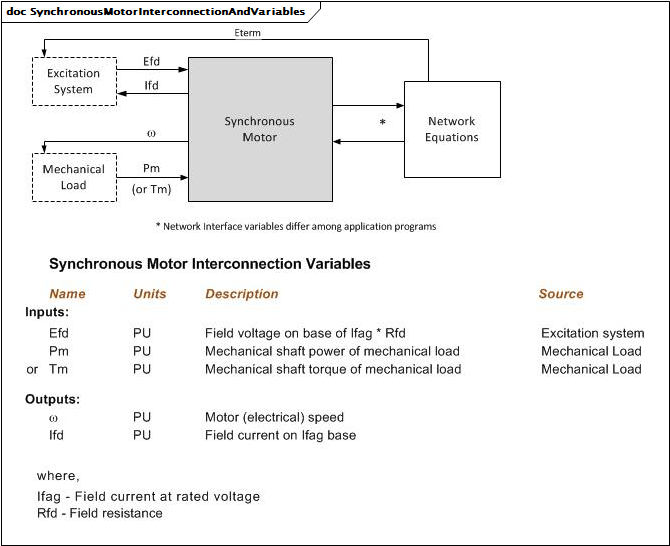 doc SynchronousMotorInterconnectionAndVariables
Eterm
Excitation
System
Efd
Ifd
Synchronous
Motor
*
Network
Equations
ω
Mechanical
Load
Pm
(or Tm)
* Network Interface variables differ among application programs
Synchronous Motor Interconnection Variables
Name Units Description Source
Inputs:
Efd PU Field voltage on base of Ifag * Rfd Excitation system
Pm PU Mechanical shaft power of mechanical load Mechanical Load
or Tm PU Mechanical shaft torque of mechanical load Mechanical Load
Outputs:
ω PU Motor (electrical) speed
Ifd PU Field current on Ifag base
where,
Ifag - Field current at rated voltage
Rfd - Field resistance